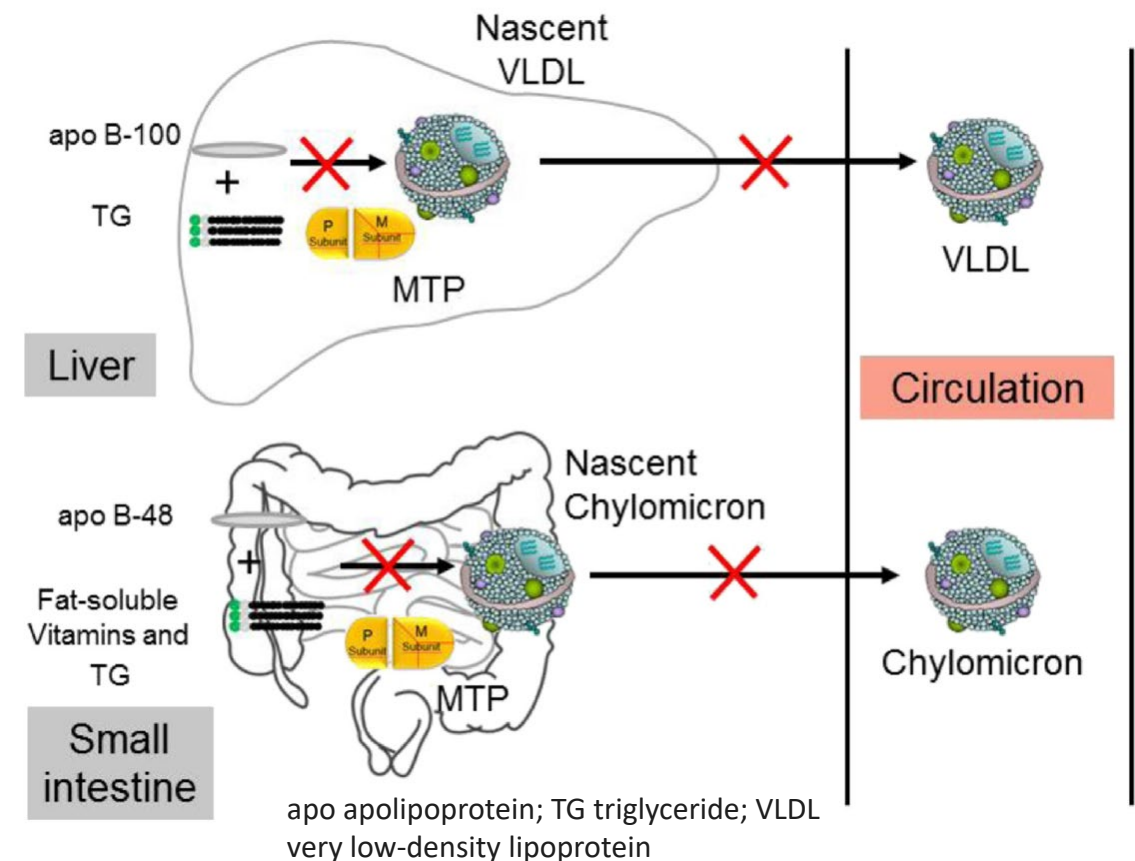 Nascent
VLDL
apo B-100
+
TG
P
Subunit
M
Subunit
MTP
VLDL
Liver
Circulation
Nascent
Chylomicron
apo B-48
+
Fat-soluble
Vitamins and
TG
P
Subunit
M
Subunit
MTP
Chylomicron
Small
intestine
apo apolipoprotein; TG triglyceride; VLDL
very low-density lipoprotein